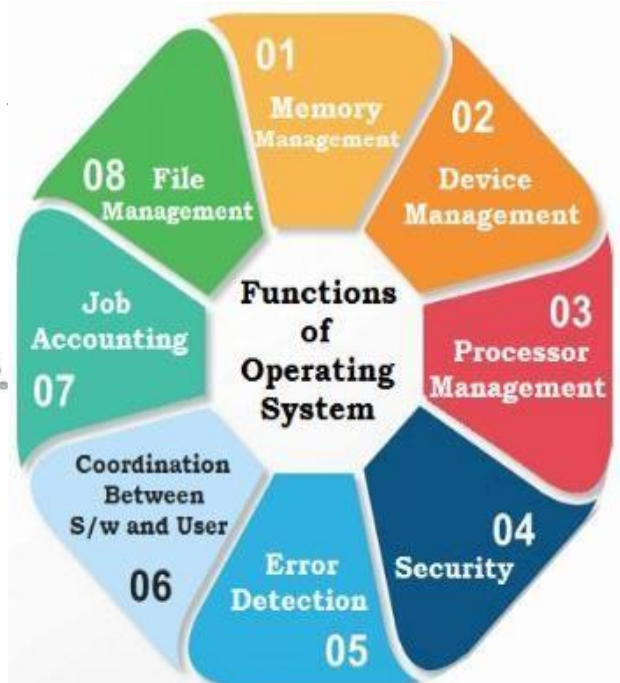 Functions
of
Operating
System
01
Memory
Management
02
Device
Management
03
Processor
Management
04
Security
Error
Detection
05
Coordination
Between
S/w and User
06
Job
Accounting
07
08 File
Management